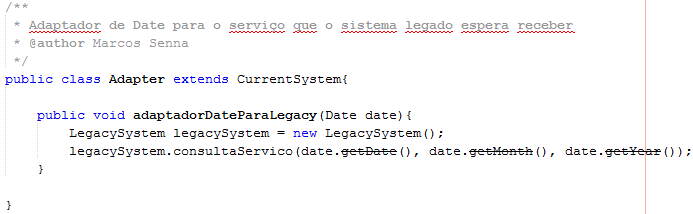 /**
 * Adaptador de Date para o serviço que o sistema legado espera receber
 * @author Marcos Senna
 */
public class Adapter extends CurrentSystem{
    public void adaptadorDateParaLegacy(Date date){
        LegacySystem legacySystem = new LegacySystem();
        legacySystem.consultaServico(date.getDate(), date.getMonth(), date.getYear());
    }
}